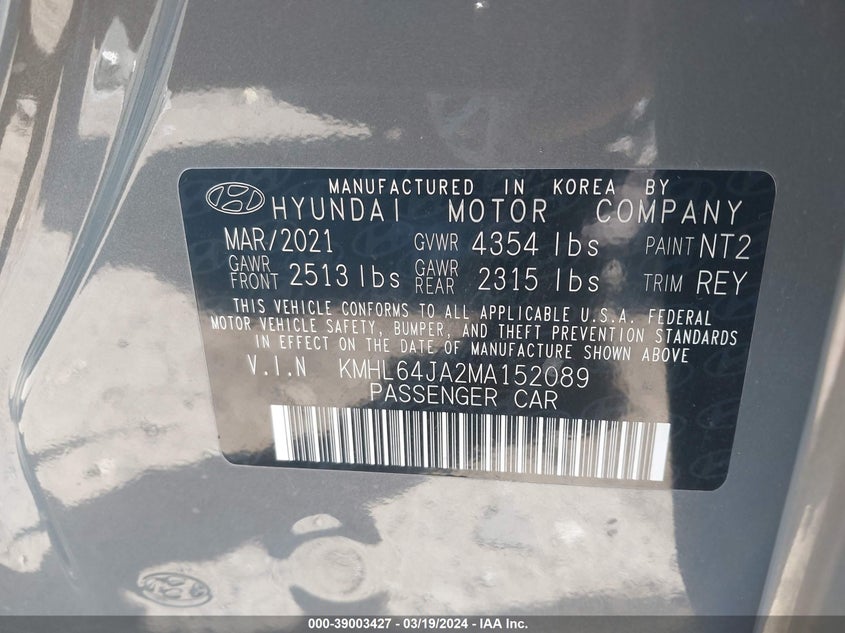 MANUFACTURED IN KOREA BY
HYUNDAI MOTOR COMPANY
MAR/2021 GVWR 4354 lbs PAINT NT2
GAWR FRONT 2513 lbs GAWR REAR 2315 lbs TRIM REY
THIS VEHICLE CONFORMS TO ALL APPLICABLE U.S.A. FEDERAL
MOTOR VEHICLE SAFETY, BUMPER, AND THEFT PREVENTION STANDARDS
IN EFFECT ON THE DATE OF MANUFACTURE SHOWN ABOVE
V.I.N KMHL64JA2MA152089
PASSENGER CAR
000-39003427 - 03/19/2024 - IAA Inc.